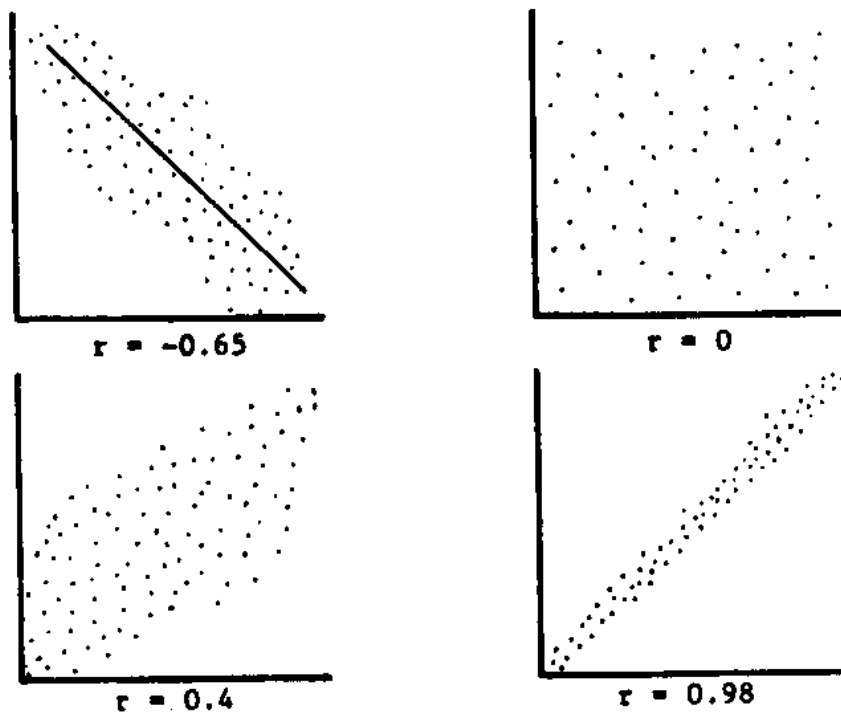 r = -0.65
r = 0
r = 0.4
r = 0.98